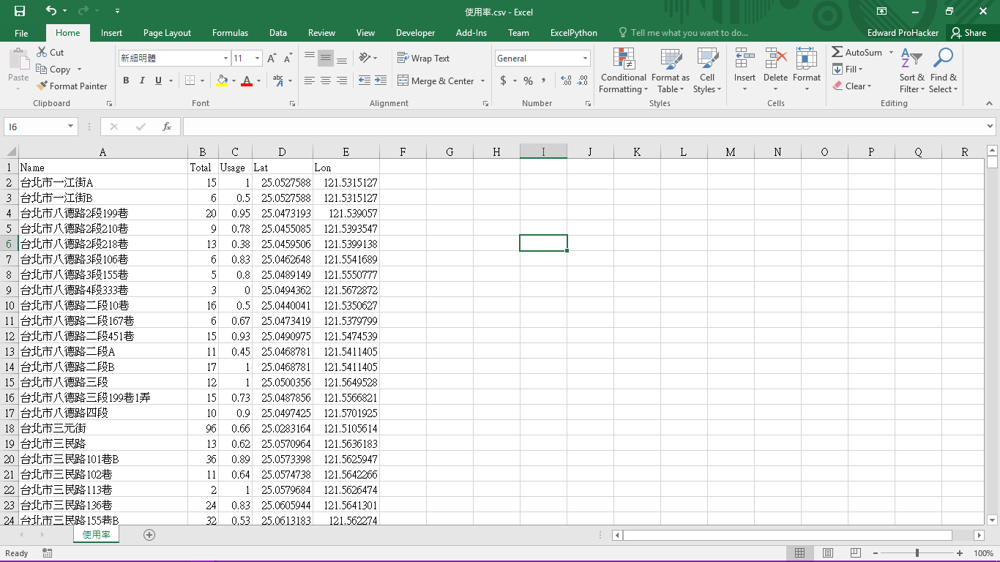 使用率.csv - Excel
File Home Insert Page Layout Formulas Data Review View Developer Add-Ins Team ExcelPython Tell me what you want to do... Edward ProHacker Share
Paste
Cut
Copy
Format Painter
Clipboard
新細明體 11
B I U A abc
Font
Wrap Text
Merge & Center
Alignment
General
$ % ,
Number
Conditional Formatting
Format as Table
Cell Styles
Styles
Insert Delete Format
Cells
AutoSum
Fill
Clear
Sort & Filter
Find & Select
Editing
I6 fx
A B C D E F G H I J K L M N O P Q R
1 Name Total Usage Lat Lon
2 台北市一江街A 15 1 25.0527588 121.5315127
3 台北市一江街B 6 0.5 25.0527588 121.5315127
4 台北市八德路2段199巷 20 0.95 25.0473193 121.539057
5 台北市八德路2段210巷 9 0.78 25.0455085 121.5393547
6 台北市八德路2段218巷 13 0.38 25.0459506 121.5399138
7 台北市八德路3段106巷 6 0.83 25.0462648 121.5541689
8 台北市八德路3段155巷 5 0.8 25.0489149 121.5550777
9 台北市八德路4段333巷 3 0 25.0494362 121.5672872
10 台北市八德路二段10巷 16 0.5 25.0440041 121.5350627
11 台北市八德路二段167巷 6 0.67 25.0473419 121.5379799
12 台北市八德路二段451巷 15 0.93 25.0490975 121.5474539
13 台北市八德路二段A 11 0.45 25.0468781 121.5411405
14 台北市八德路二段B 17 1 25.0468781 121.5411405
15 台北市八德路三段 12 1 25.0500356 121.5649528
16 台北市八德路三段199巷1弄 15 0.73 25.0487856 121.5566821
17 台北市八德路四段 10 0.9 25.0497425 121.5701925
18 台北市三元街 96 0.66 25.0283164 121.5105614
19 台北市三民路 13 0.62 25.0570964 121.5636183
20 台北市三民路101巷B 36 0.89 25.0573398 121.5625947
21 台北市三民路102巷 11 0.64 25.0574738 121.5642266
22 台北市三民路113巷 2 1 25.0579684 121.5626474
23 台北市三民路136巷 24 0.83 25.0605944 121.5641301
24 台北市三民路155巷B 32 0.53 25.0613183 121.562274
使用率
Ready 100%